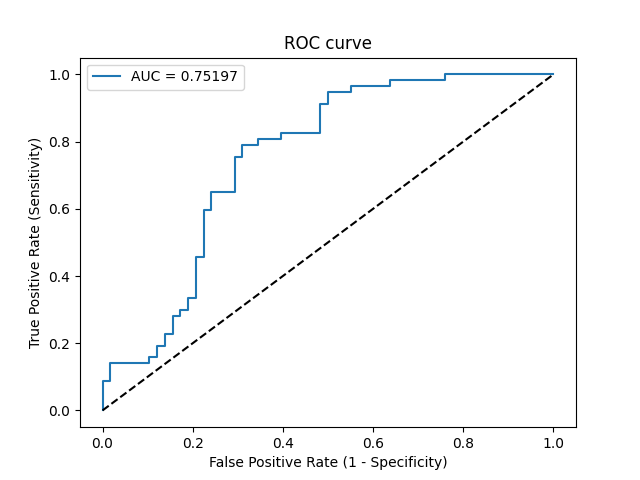 ROC curve
AUC = 0.75197
1.0
0.8
0.6
0.4
0.2
0.0
True Positive Rate (Sensitivity)
0.0 0.2 0.4 0.6 0.8 1.0
False Positive Rate (1 - Specificity)